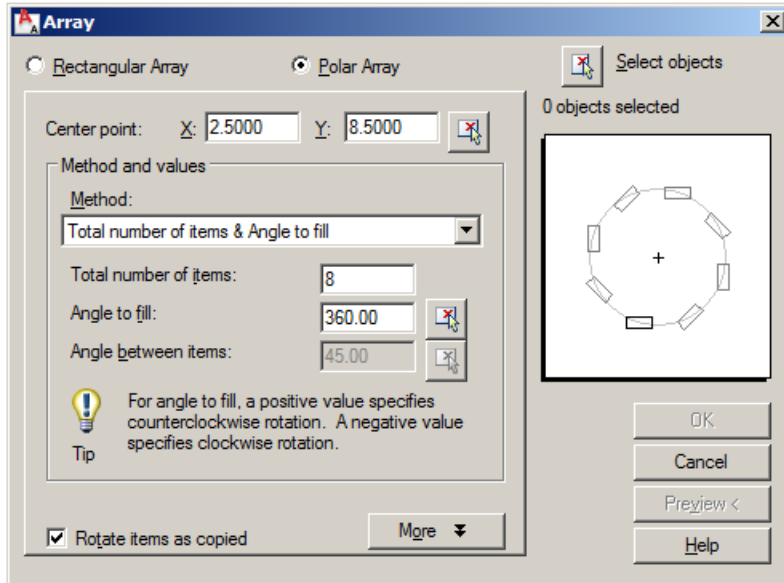 Array
Rectangular Array
Polar Array
Select objects
0 objects selected
Center point: X: 2.5000 Y: 8.5000
Method and values
Method:
Total number of items & Angle to fill
Total number of items: 8
Angle to fill: 360.00
Angle between items: 45.00
For angle to fill, a positive value specifies
counterclockwise rotation. A negative value
specifies clockwise rotation.
Tip
Rotate items as copied
More
OK
Cancel
Preview <
Help